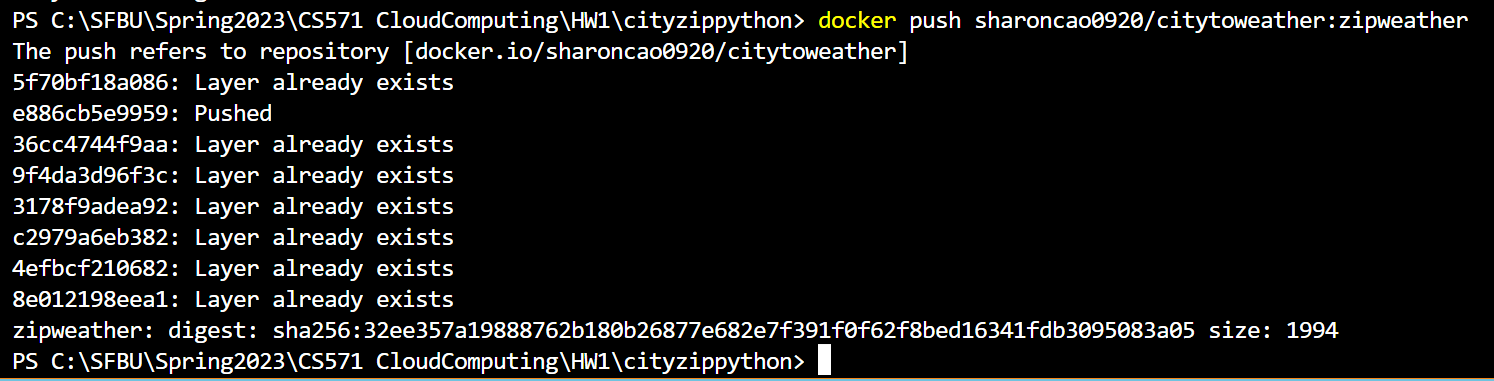 PS C:\SFBU\Spring2023\CS571 CloudComputing\HW1\cityzippython> docker push sharoncao0920/citytoweather:zipweather
The push refers to repository [docker.io/sharoncao0920/citytoweather]
5f70bf18a086: Layer already exists
e886cb5e9959: Pushed
36cc4744f9aa: Layer already exists
9f4da3d96f3c: Layer already exists
3178f9adea92: Layer already exists
c2979a6eb382: Layer already exists
4efbcf210682: Layer already exists
8e012198eea1: Layer already exists
zipweather: digest: sha256:32ee357a19888762b180b26877e682e7f391f0f62f8bed16341fdb3095083a05 size: 1994
PS C:\SFBU\Spring2023\CS571 CloudComputing\HW1\cityzippython>